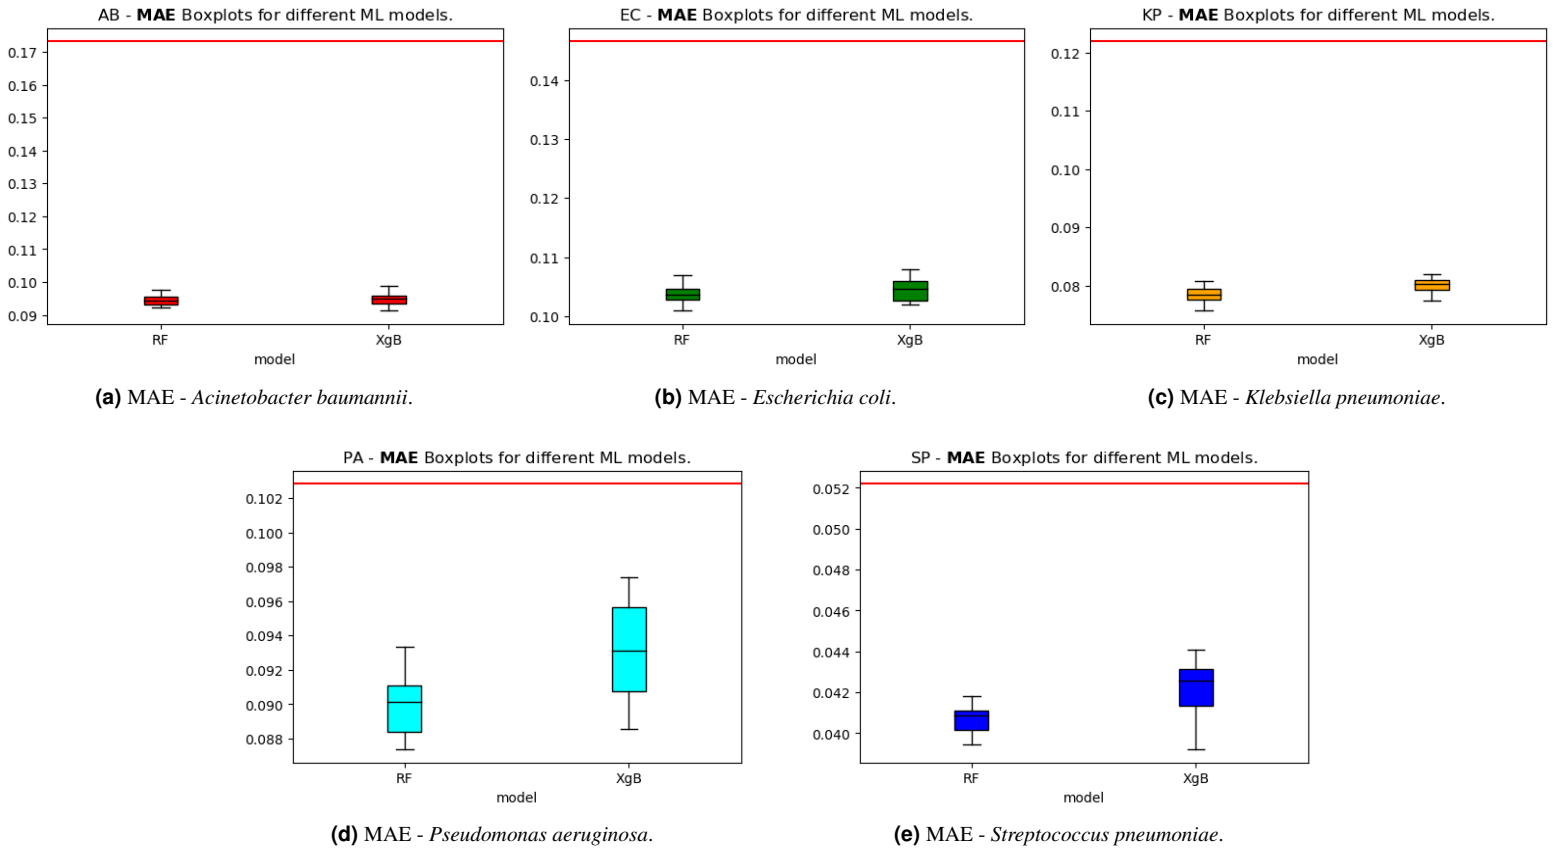 AB - MAE Boxplots for different ML models.
0.17
0.16
0.15
0.14
0.13
0.12
0.11
0.10
0.09
RF
XgB
model
(a) MAE - Acinetobacter baumannii.
EC - MAE Boxplots for different ML models.
0.14
0.13
0.12
0.11
0.10
RF
XgB
model
(b) MAE - Escherichia coli.
KP - MAE Boxplots for different ML models.
0.12
0.11
0.10
0.09
0.08
RF
XgB
model
(c) MAE - Klebsiella pneumoniae.
PA - MAE Boxplots for different ML models.
0.102
0.100
0.098
0.096
0.094
0.092
0.090
0.088
RF
XgB
model
(d) MAE - Pseudomonas aeruginosa.
SP - MAE Boxplots for different ML models.
0.052
0.050
0.048
0.046
0.044
0.042
0.040
RF
XgB
model
(e) MAE - Streptococcus pneumoniae.